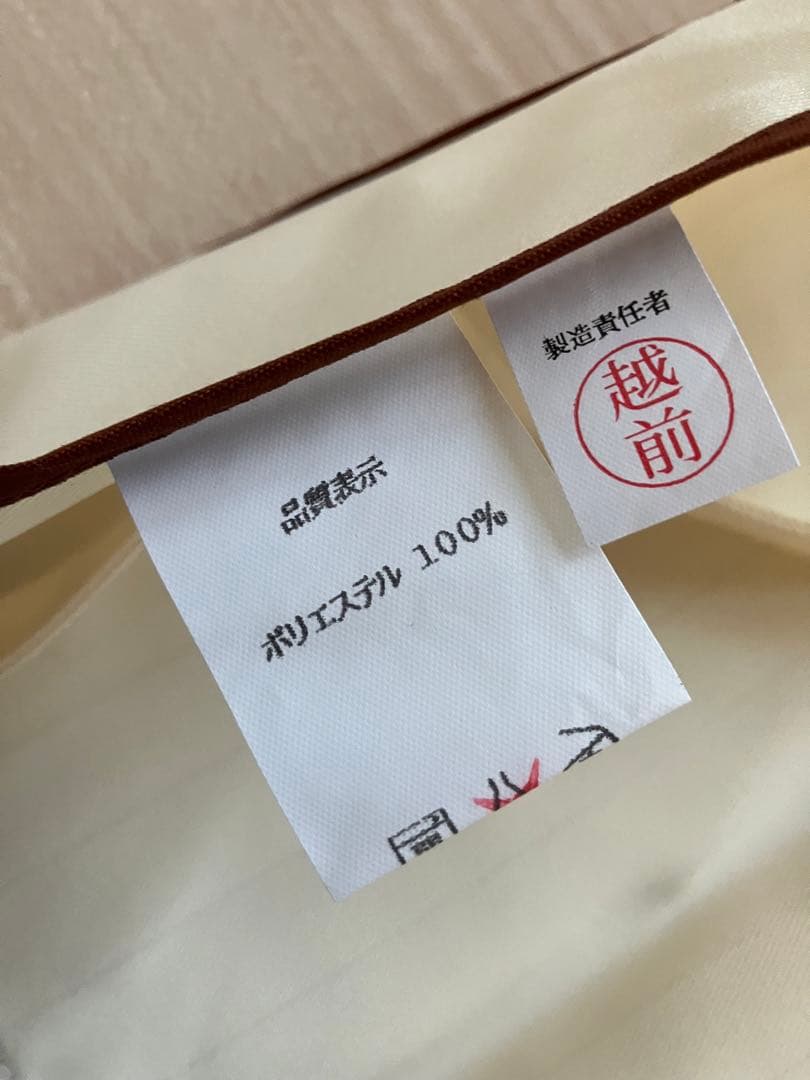 製造責任者
越
前
品質表示
ポリエステル 100%